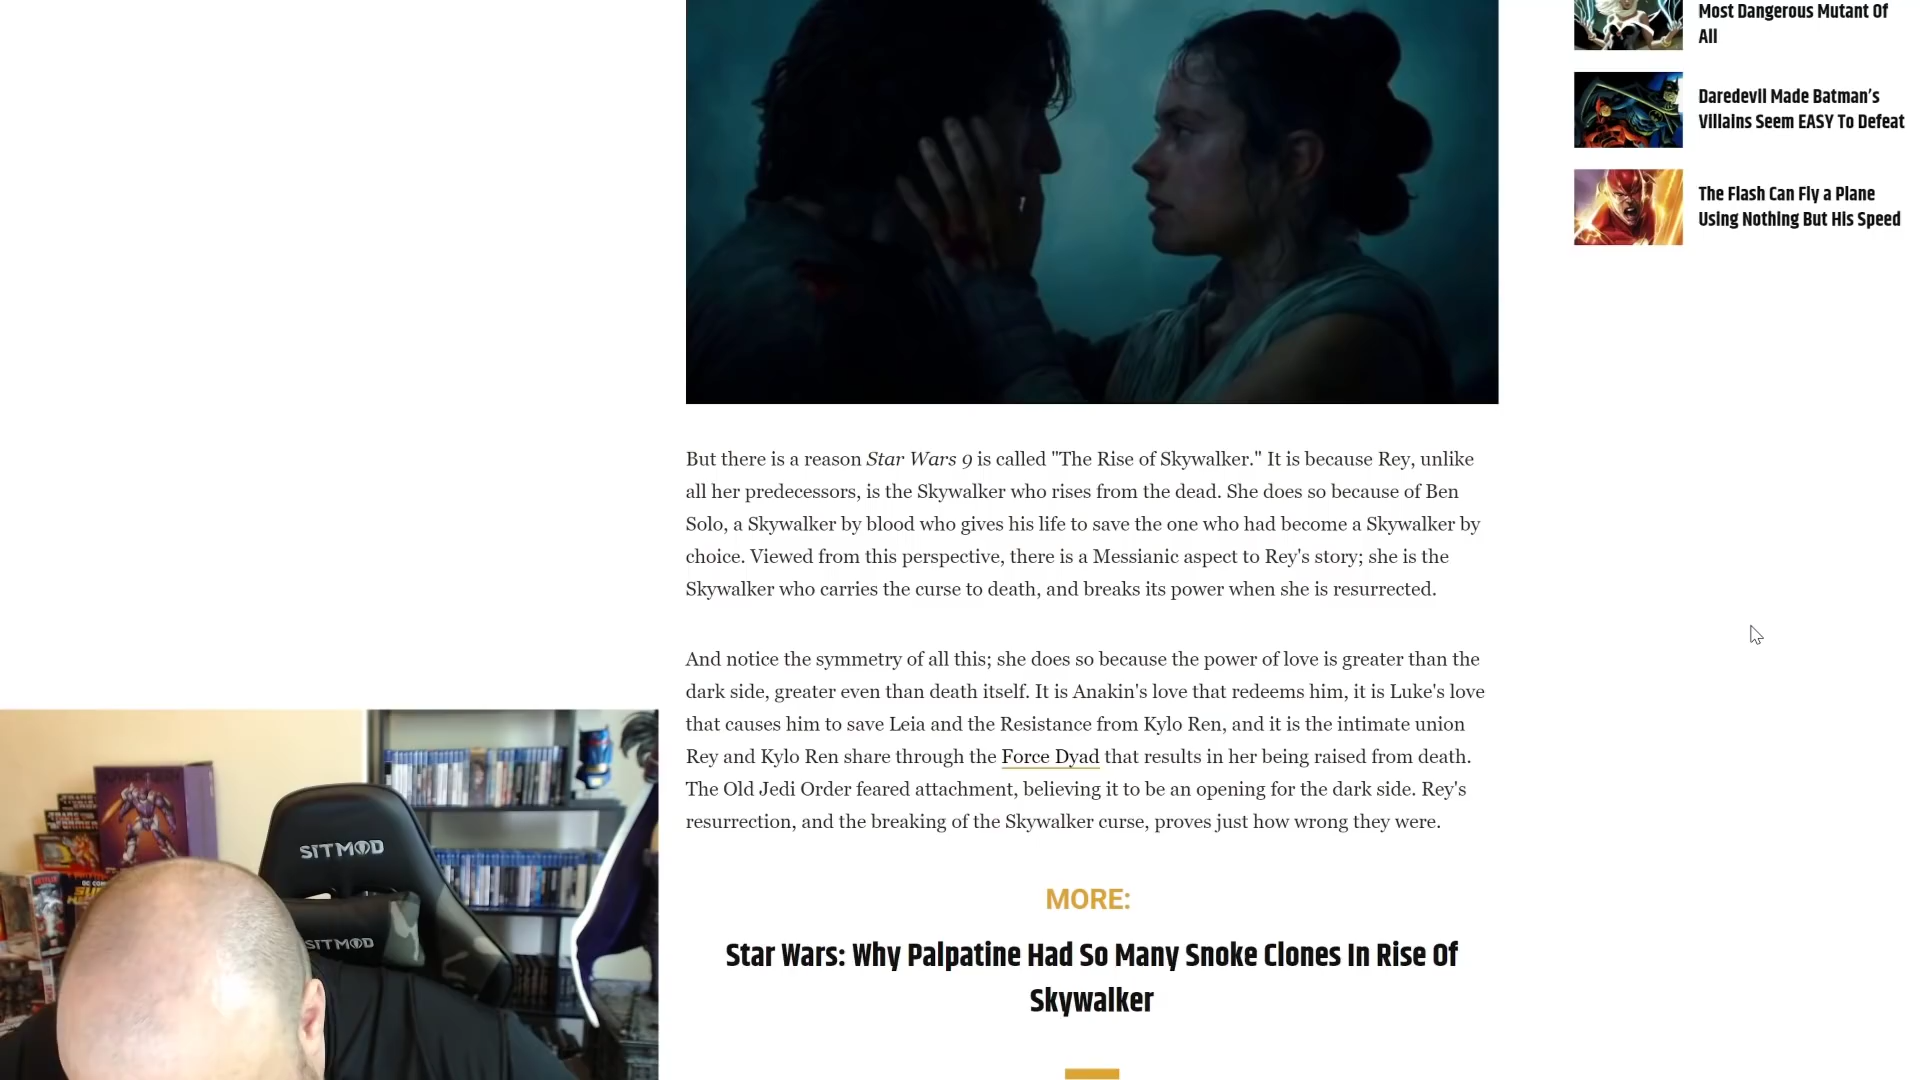 Most Dangerous Mutant Of
All
Daredevil Made Batman's
Villains Seem EASY To Defeat
The Flash Can Fly a Plane
Using Nothing But His Speed
But there is a reason Star Wars 9 is called "The Rise of Skywalker." It is because Rey, unlike
all her predecessors, is the Skywalker who rises from the dead. She does so because of Ben
Solo, a Skywalker by blood who gives his life to save the one who had become a Skywalker by
choice. Viewed from this perspective, there is a Messianic aspect to Rey's story; she is the
Skywalker who carries the curse to death, and breaks its power when she is resurrected.
And notice the symmetry of all this; she does so because the power of love is greater than the
dark side, greater even than death itself. It is Anakin's love that redeems him, it is Luke's love
that causes him to save Leia and the Resistance from Kylo Ren, and it is the intimate union
Rey and Kylo Ren share through the Force Dyad that results in her being raised from death.
The Old Jedi Order feared attachment, believing it to be an opening for the dark side. Rey's
resurrection, and the breaking of the Skywalker curse, proves just how wrong they were.
MORE:
Star Wars: Why Palpatine Had So Many Snoke Clones In Rise Of
Skywalker
SITMOD
SITMOD
NETFLIX